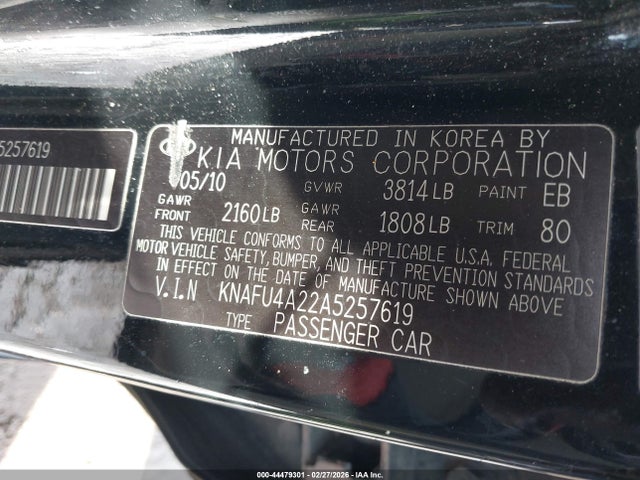 5257619
MANUFACTURED IN KOREA BY
KIA MOTORS CORPORATION
05/10 GVWR 3814LB PAINT EB
GAWR FRONT 2160LB GAWR REAR 1808LB TRIM 80
THIS VEHICLE CONFORMS TO ALL APPLICABLE U.S.A. FEDERAL
MOTOR VEHICLE SAFETY, BUMPER, AND THEFT PREVENTION STANDARDS
IN EFFECT ON THE DATE OF MANUFACTURE SHOWN ABOVE
V.I.N KNAFU4A22A5257619
TYPE PASSENGER CAR
000-44479301 - 02/27/2026 - IAA Inc.